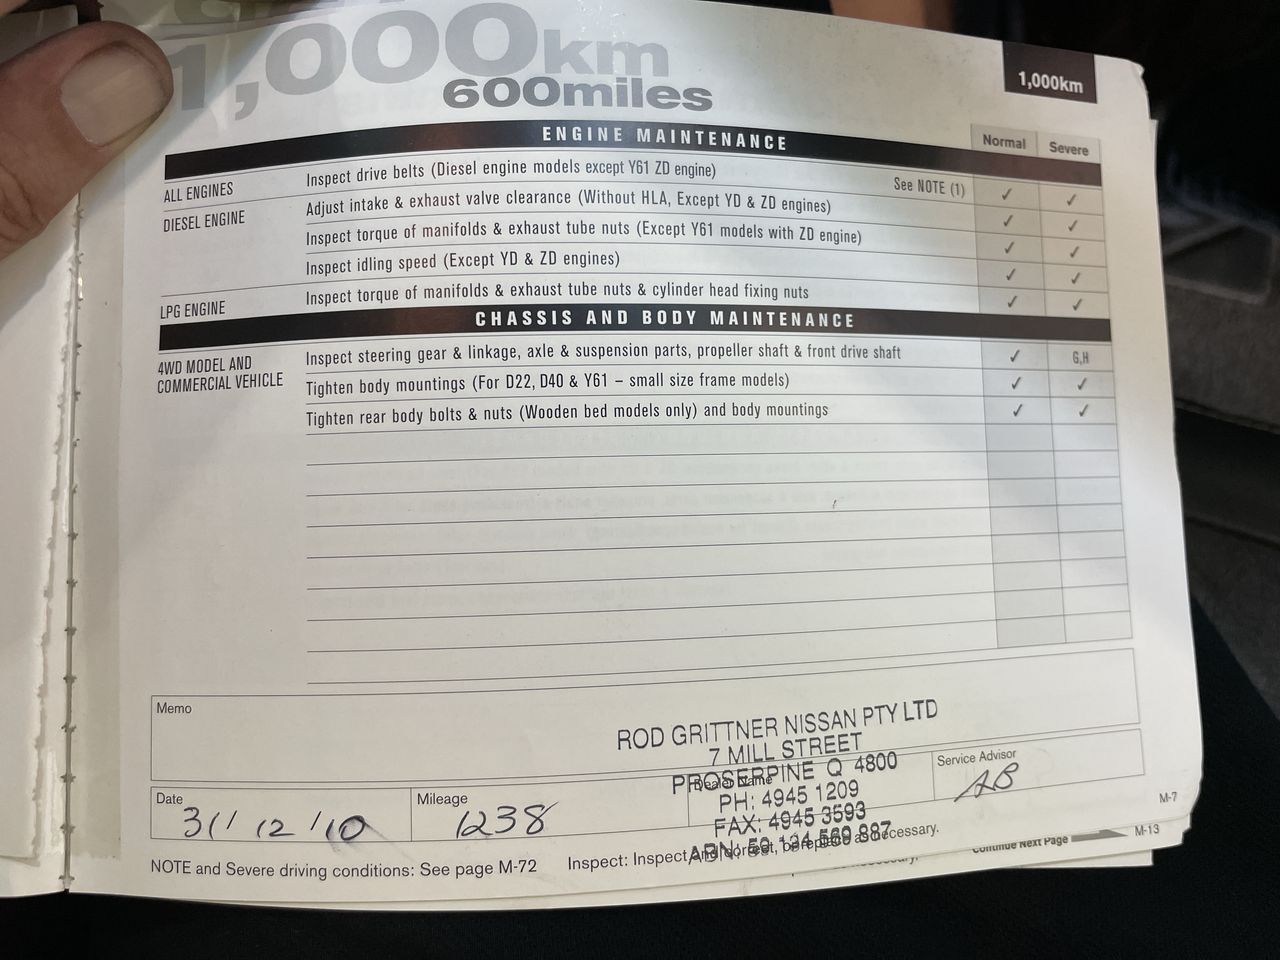 1,000km
600miles
1,000km
ENGINE MAINTENANCE
Normal Severe
ALL ENGINES Inspect drive belts (Diesel engine models except Y61 ZD engine) See NOTE (1) ✓ ✓
DIESEL ENGINE Adjust intake & exhaust valve clearance (Without HLA, Except YD & ZD engines) ✓ ✓
Inspect torque of manifolds & exhaust tube nuts (Except Y61 models with ZD engine) ✓ ✓
Inspect idling speed (Except YD & ZD engines) ✓ ✓
LPG ENGINE Inspect torque of manifolds & exhaust tube nuts & cylinder head fixing nuts ✓ ✓
CHASSIS AND BODY MAINTENANCE
4WD MODEL AND Inspect steering gear & linkage, axle & suspension parts, propeller shaft & front drive shaft ✓ G,H
COMMERCIAL VEHICLE Tighten body mountings (For D22, D40 & Y61 – small size frame models) ✓ ✓
Tighten rear body bolts & nuts (Wooden bed models only) and body mountings ✓ ✓
Memo
ROD GRITTNER NISSAN PTY LTD
7 MILL STREET
PROSERPINE Q 4800
PH: 4945 1209
FAX: 4945 3593
ABN: 59 124 569 887
Date
31/ 12 /10
Mileage
1238
Dealer Name
Service Advisor
AB
NOTE and Severe driving conditions: See page M-72 Inspect: Inspect and correct, or replace as necessary.
M-7
Continue Next Page M-13